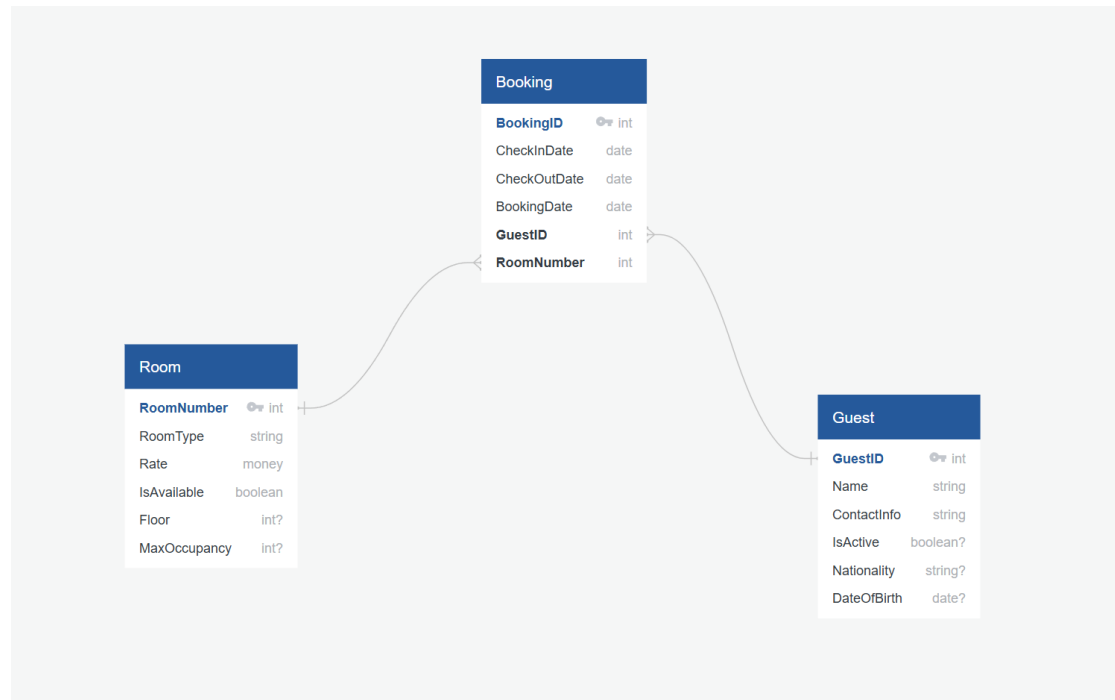 Booking
BookingID int
CheckInDate date
CheckOutDate date
BookingDate date
GuestID int
RoomNumber int
Room
RoomNumber int
RoomType string
Rate money
IsAvailable boolean
Floor int?
MaxOccupancy int?
Guest
GuestID int
Name string
ContactInfo string
IsActive boolean?
Nationality string?
DateOfBirth date?